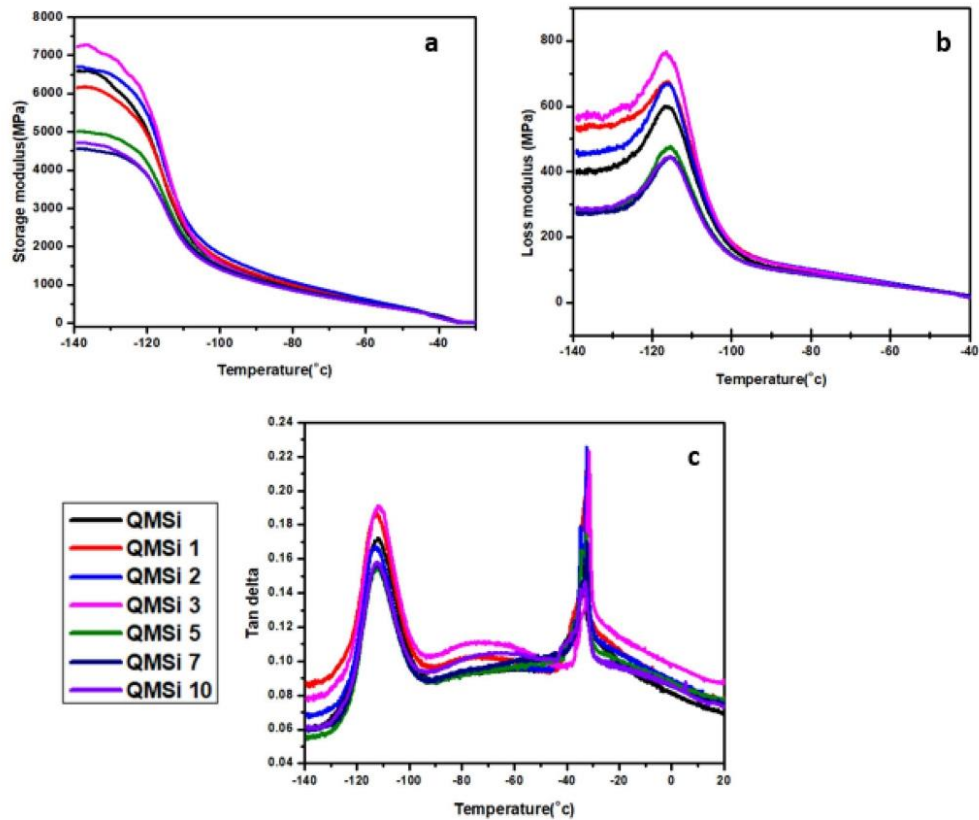 a
8000
7000
6000
5000
4000
3000
2000
1000
0
Storage modulus(MPa)
-140 -120 -100 -80 -60 -40
Temperature(°c)
b
800
600
400
200
0
Loss modulus (MPa)
-140 -120 -100 -80 -60 -40
Temperature(°c)
c
0.24
0.22
0.20
0.18
0.16
0.14
0.12
0.10
0.08
0.06
0.04
Tan delta
-140 -120 -100 -80 -60 -40 -20 0 20
Temperature(°c)
QMSi
QMSi 1
QMSi 2
QMSi 3
QMSi 5
QMSi 7
QMSi 10